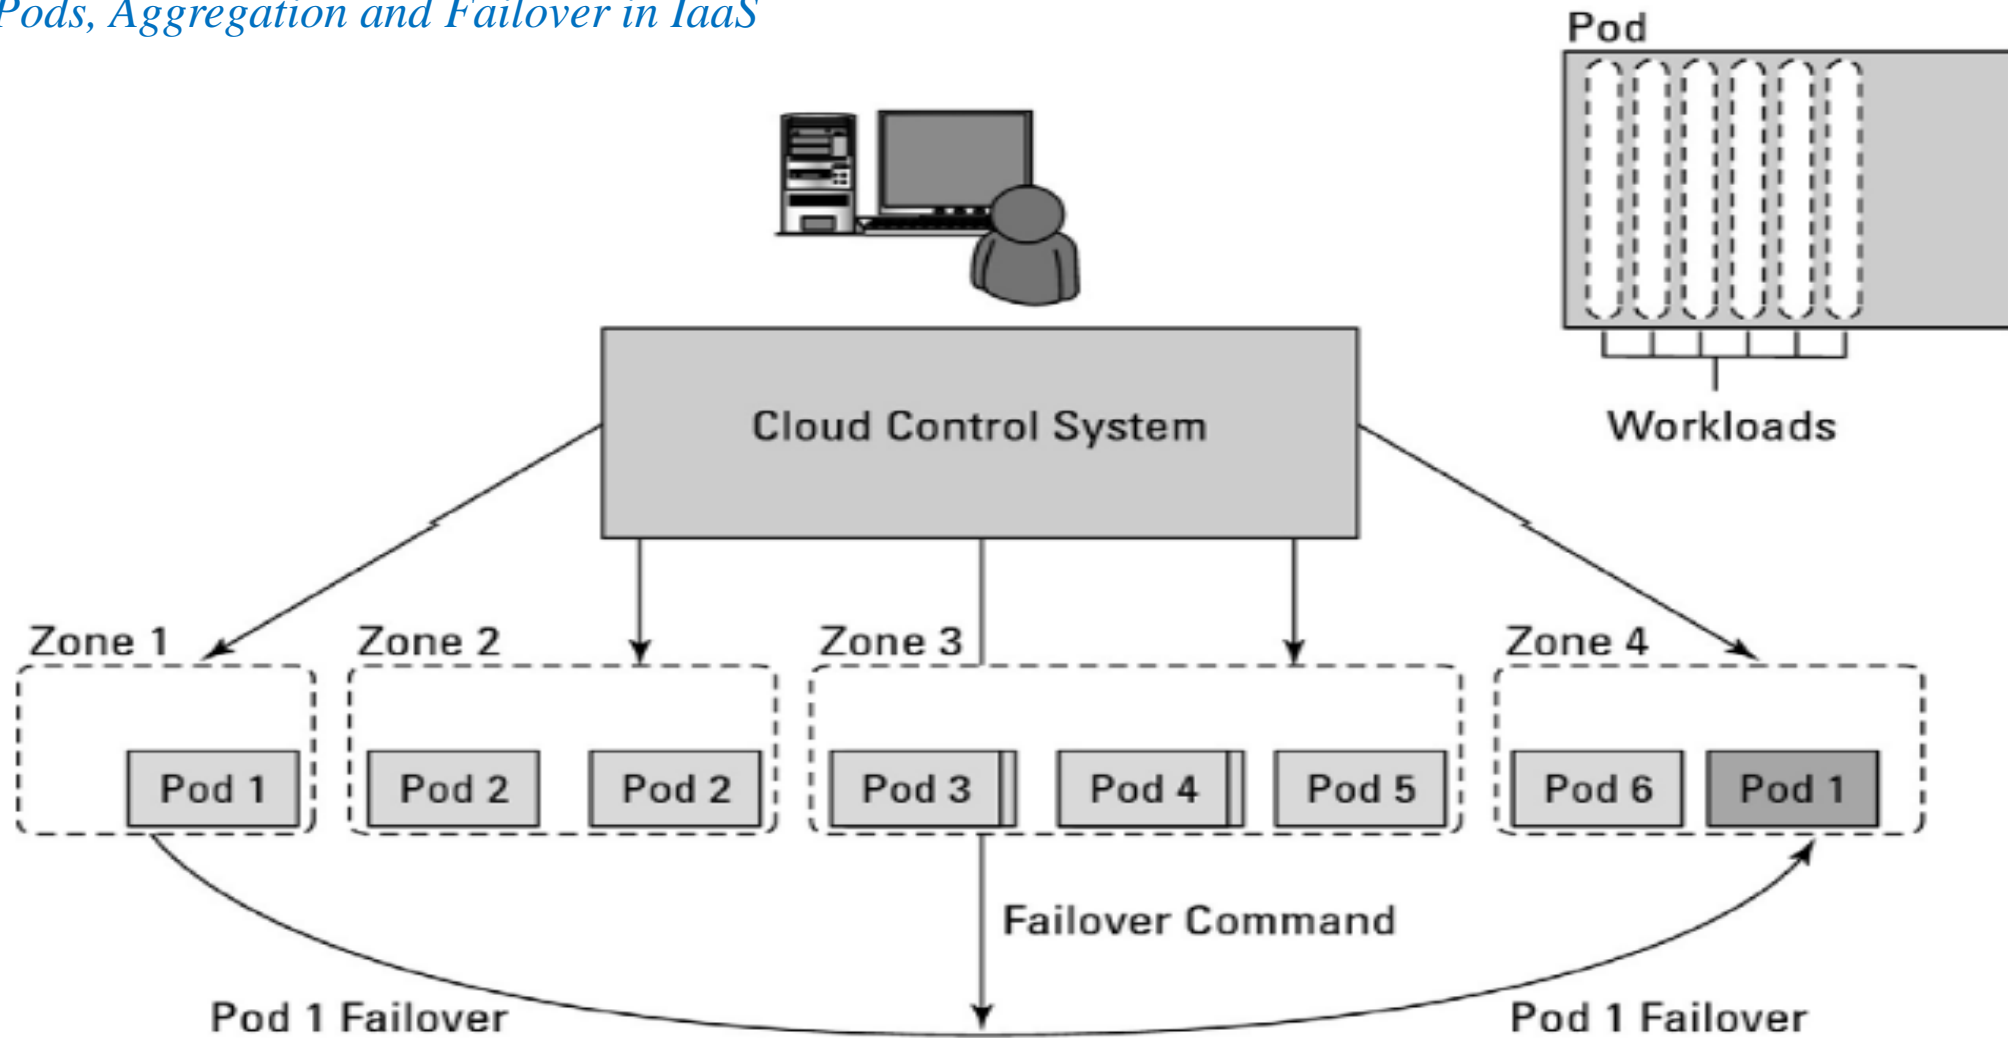 Pods, Aggregation and Failover in IaaS
Pod
Workloads
Cloud Control System
Zone 1
Zone 2
Zone 3
Zone 4
Pod 1
Pod 2
Pod 2
Pod 3
Pod 4
Pod 5
Pod 6
Pod 1
Failover Command
Pod 1 Failover
Pod 1 Failover